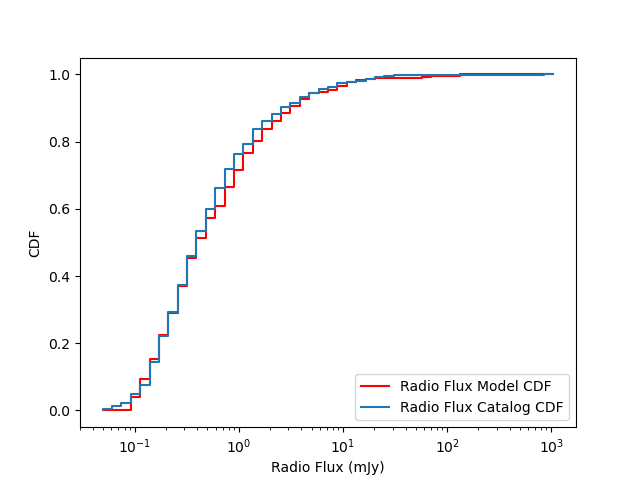 1.0
0.8
0.6
0.4
0.2
0.0
CDF
10⁻¹ 10⁰ 10¹ 10² 10³
Radio Flux (mJy)
Radio Flux Model CDF
Radio Flux Catalog CDF